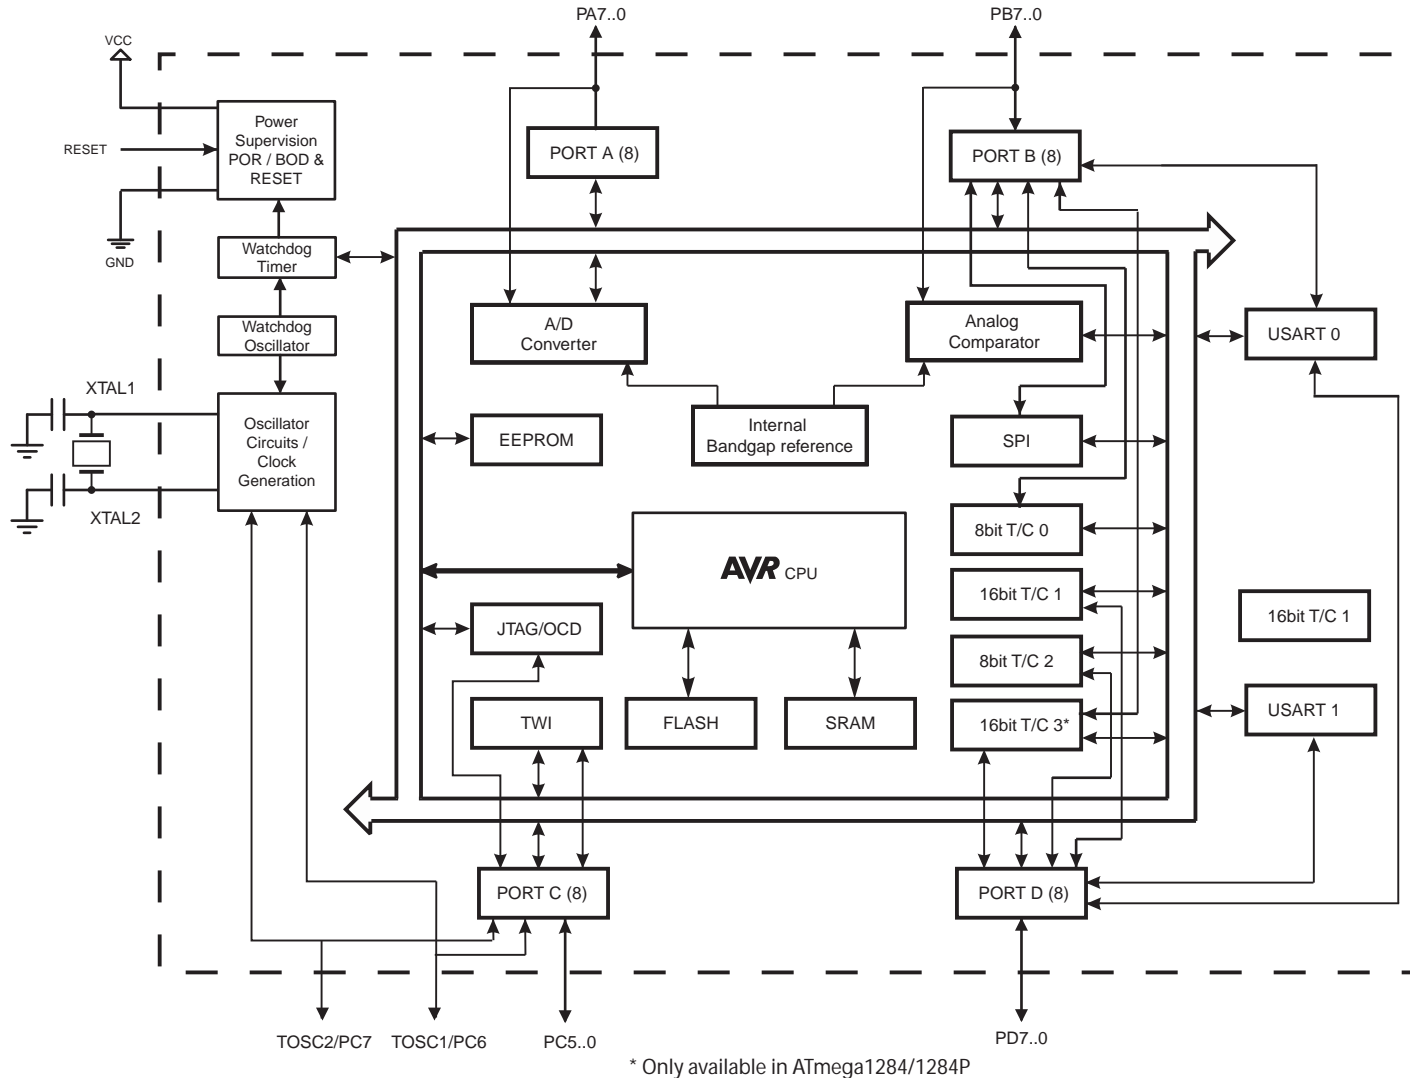 PA7..0
PB7..0
VCC
Power
Supervision
POR / BOD &
RESET
RESET
PORT A (8)
PORT B (8)
GND
Watchdog
Timer
Watchdog
Oscillator
A/D
Converter
Analog
Comparator
USART 0
XTAL1
Oscillator
Circuits /
Clock
Generation
XTAL2
EEPROM
Internal
Bandgap reference
SPI
8bit T/C 0
AVR CPU
16bit T/C 1
16bit T/C 1
JTAG/OCD
8bit T/C 2
TWI
FLASH
SRAM
16bit T/C 3*
USART 1
PORT C (8)
PORT D (8)
TOSC2/PC7
TOSC1/PC6
PC5..0
PD7..0
* Only available in ATmega1284/1284P